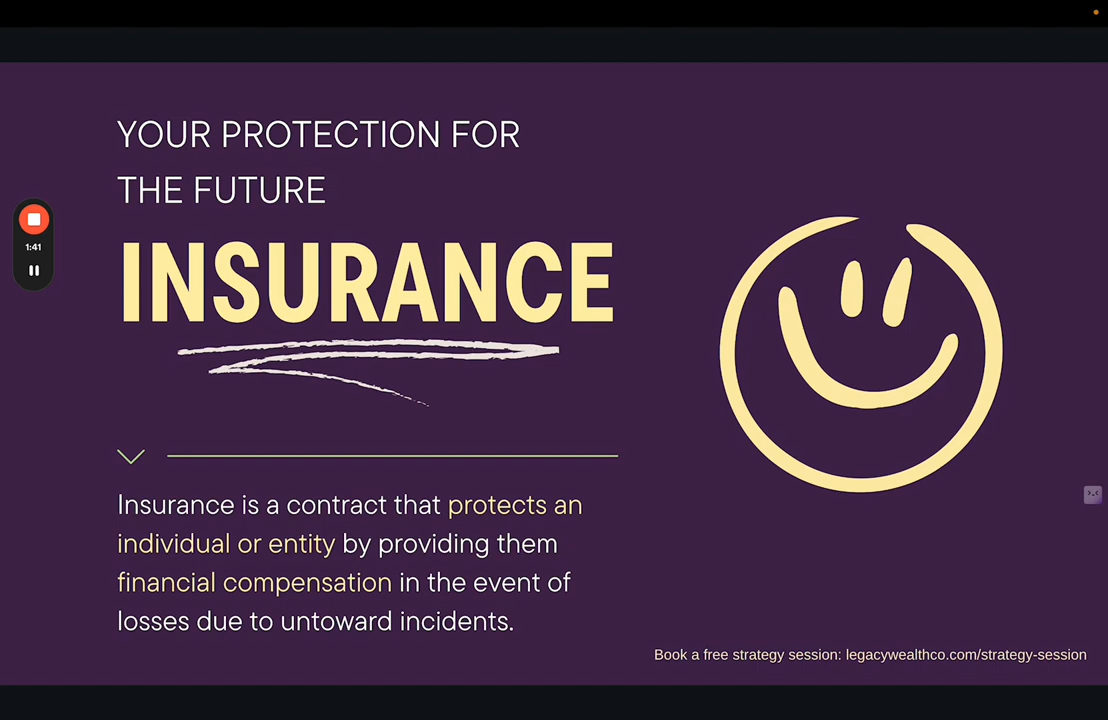 YOUR PROTECTION FOR
THE FUTURE
INSURANCE
1:41
Insurance is a contract that protects an
individual or entity by providing them
financial compensation in the event of
losses due to untoward incidents.
Book a free strategy session: legacywealthco.com/strategy-session